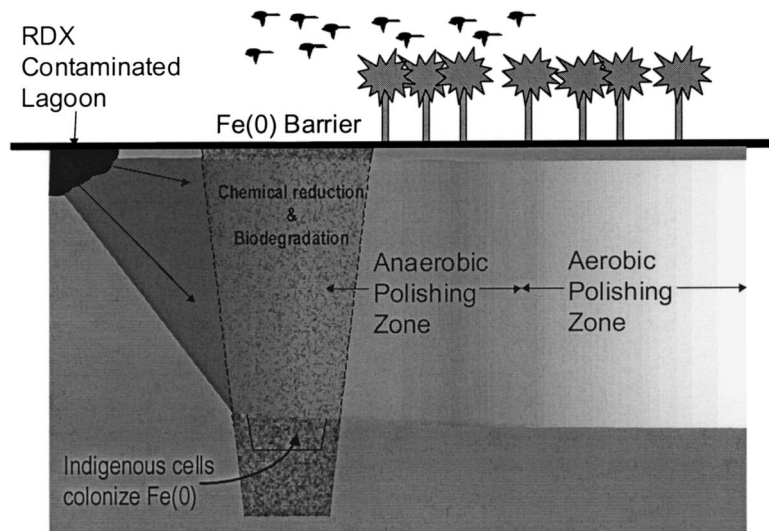 RDX
Contaminated
Lagoon
Fe(0) Barrier
Chemical reduction
&
Biodegradation
Anaerobic
Polishing
Zone
Aerobic
Polishing
Zone
Indigenous cells
colonize Fe(0)